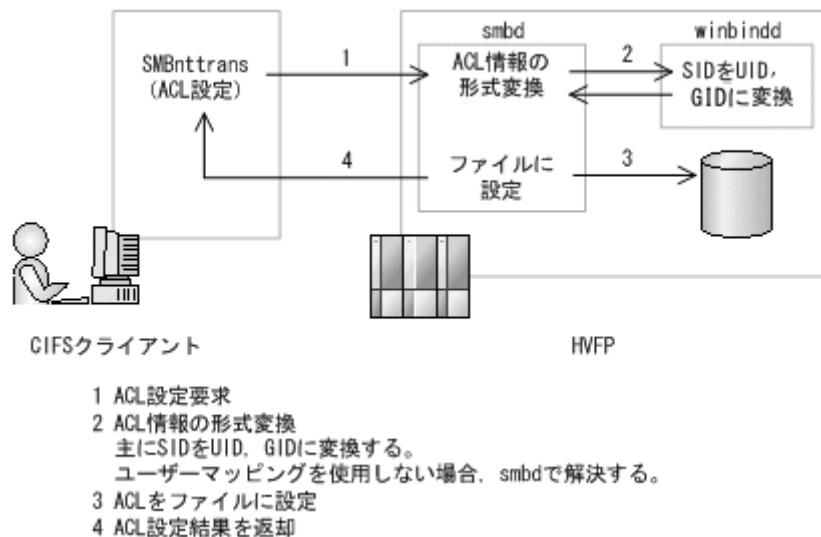 smbd
winbindd
SMBnttrans
(ACL設定)
1
ACL情報の
形式変換
2
SIDをUID,
GIDに変換
4
ファイルに
設定
3
CIFSクライアント
HVFP
1 ACL設定要求
2 ACL情報の形式変換
主にSIDをUID, GIDに変換する。
ユーザーマッピングを使用しない場合, smbdで解決する。
3 ACLをファイルに設定
4 ACL設定結果を返却